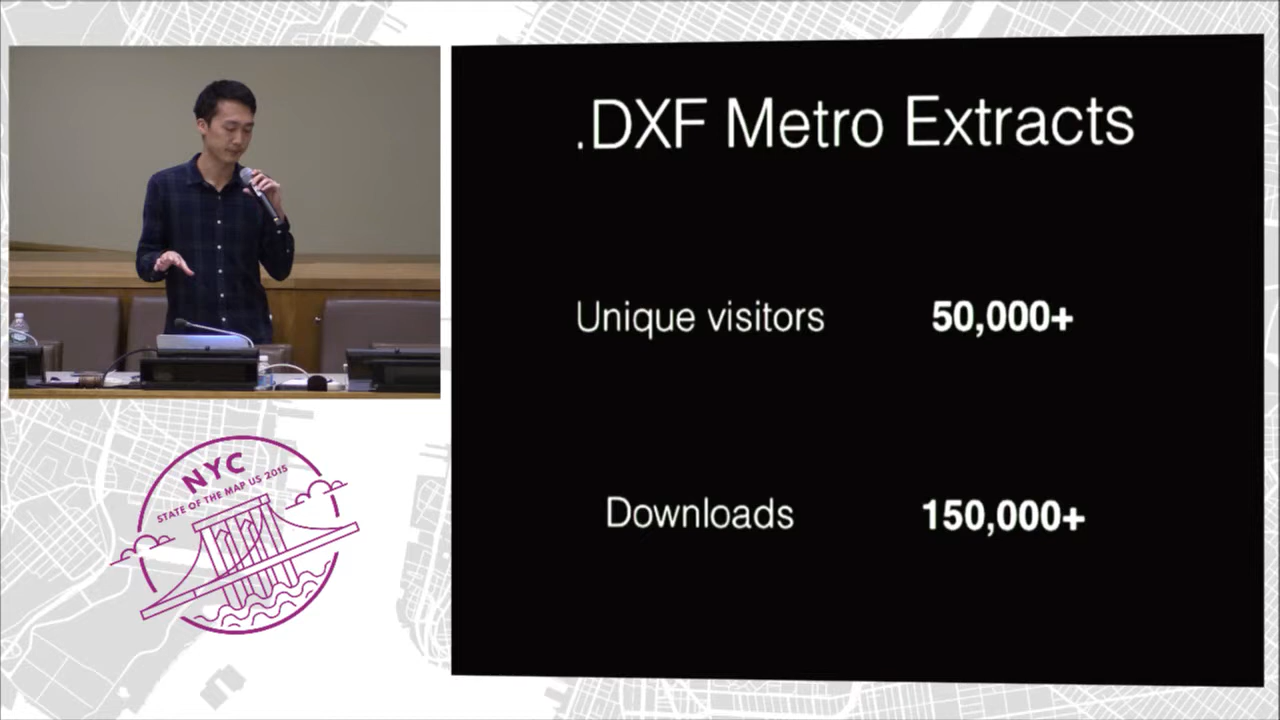 .DXF Metro Extracts
Unique visitors 50,000+
Downloads 150,000+
NYC
STATE OF THE MAP US 2015